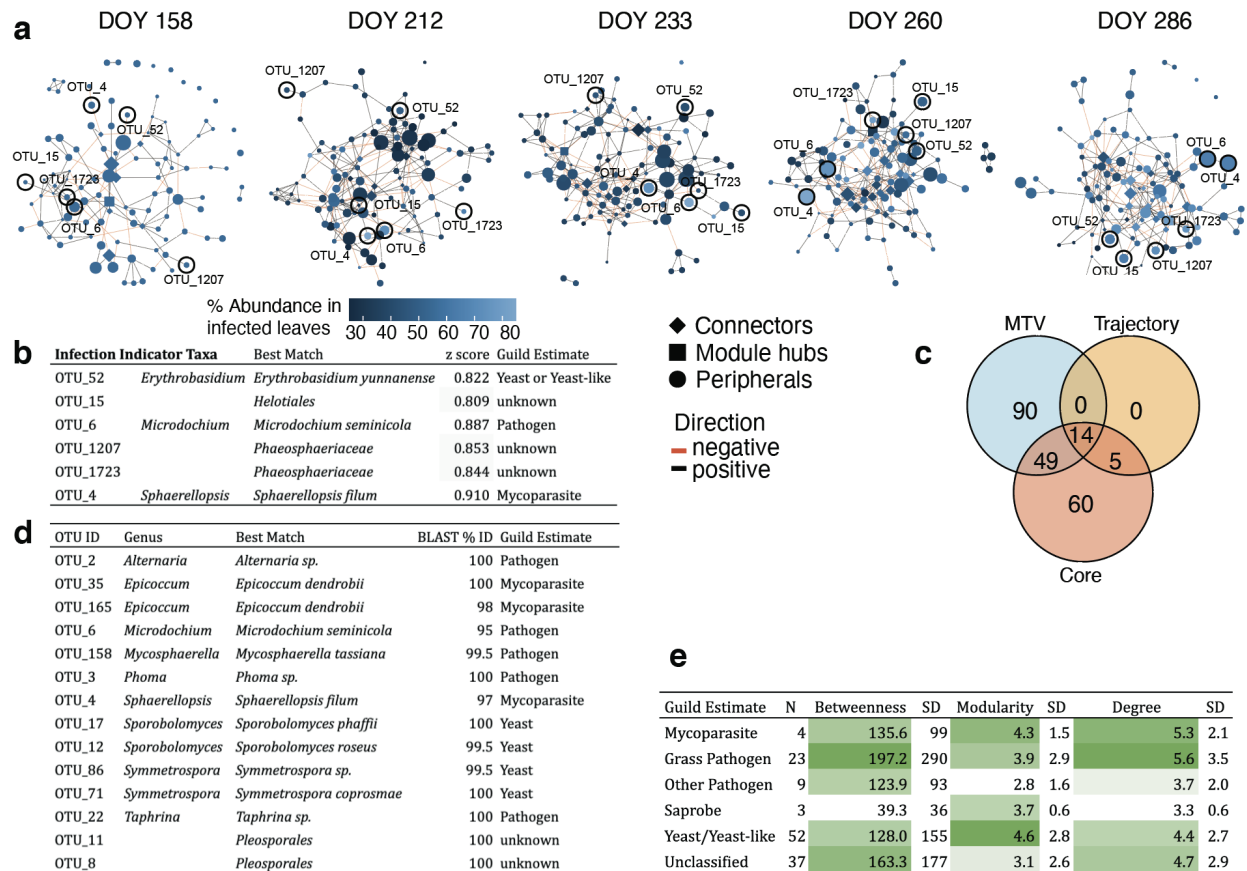 a
DOY 158
DOY 212
DOY 233
DOY 260
DOY 286
OTU_4
OTU_52
OTU_15
OTU_1723
OTU_6
OTU_1207
OTU_1207
OTU_52
OTU_15
OTU_1723
OTU_4
OTU_6
OTU_1207
OTU_52
OTU_4
OTU_1723
OTU_6
OTU_15
OTU_1723
OTU_15
OTU_1207
OTU_6
OTU_52
OTU_4
OTU_6
OTU_4
OTU_52
OTU_1723
OTU_15
OTU_1207
% Abundance in
infected leaves
30 40 50 60 70 80
Connectors
Module hubs
Peripherals
Direction
negative
positive
b
Infection Indicator Taxa Best Match z score Guild Estimate
OTU_52 Erythrobasidium Erythrobasidium yunnanense 0.822 Yeast or Yeast-like
OTU_15 Helotiales 0.809 unknown
OTU_6 Microdochium Microdochium seminicola 0.887 Pathogen
OTU_1207 Phaeosphaeriaceae 0.853 unknown
OTU_1723 Phaeosphaeriaceae 0.844 unknown
OTU_4 Sphaerellopsis Sphaerellopsis filum 0.910 Mycoparasite
c
MTV
Trajectory
90
0
0
14
49
5
60
Core
d
OTU ID Genus Best Match BLAST % ID Guild Estimate
OTU_2 Alternaria Alternaria sp. 100 Pathogen
OTU_35 Epicoccum Epicoccum dendrobii 100 Mycoparasite
OTU_165 Epicoccum Epicoccum dendrobii 98 Mycoparasite
OTU_6 Microdochium Microdochium seminicola 95 Pathogen
OTU_158 Mycosphaerella Mycosphaerella tassiana 99.5 Pathogen
OTU_3 Phoma Phoma sp. 100 Pathogen
OTU_4 Sphaerellopsis Sphaerellopsis filum 97 Mycoparasite
OTU_17 Sporobolomyces Sporobolomyces phaffii 100 Yeast
OTU_12 Sporobolomyces Sporobolomyces roseus 99.5 Yeast
OTU_86 Symmetrospora Symmetrospora sp. 99.5 Yeast
OTU_71 Symmetrospora Symmetrospora coprosmae 100 Yeast
OTU_22 Taphrina Taphrina sp. 100 Pathogen
OTU_11 Pleosporales 100 unknown
OTU_8 Pleosporales 100 unknown
e
Guild Estimate N Betweenness SD Modularity SD Degree SD
Mycoparasite 4 135.6 99 4.3 1.5 5.3 2.1
Grass Pathogen 23 197.2 290 3.9 2.9 5.6 3.5
Other Pathogen 9 123.9 93 2.8 1.6 3.7 2.0
Saprobe 3 39.3 36 3.7 0.6 3.3 0.6
Yeast/Yeast-like 52 128.0 155 4.6 2.8 4.4 2.7
Unclassified 37 163.3 177 3.1 2.6 4.7 2.9